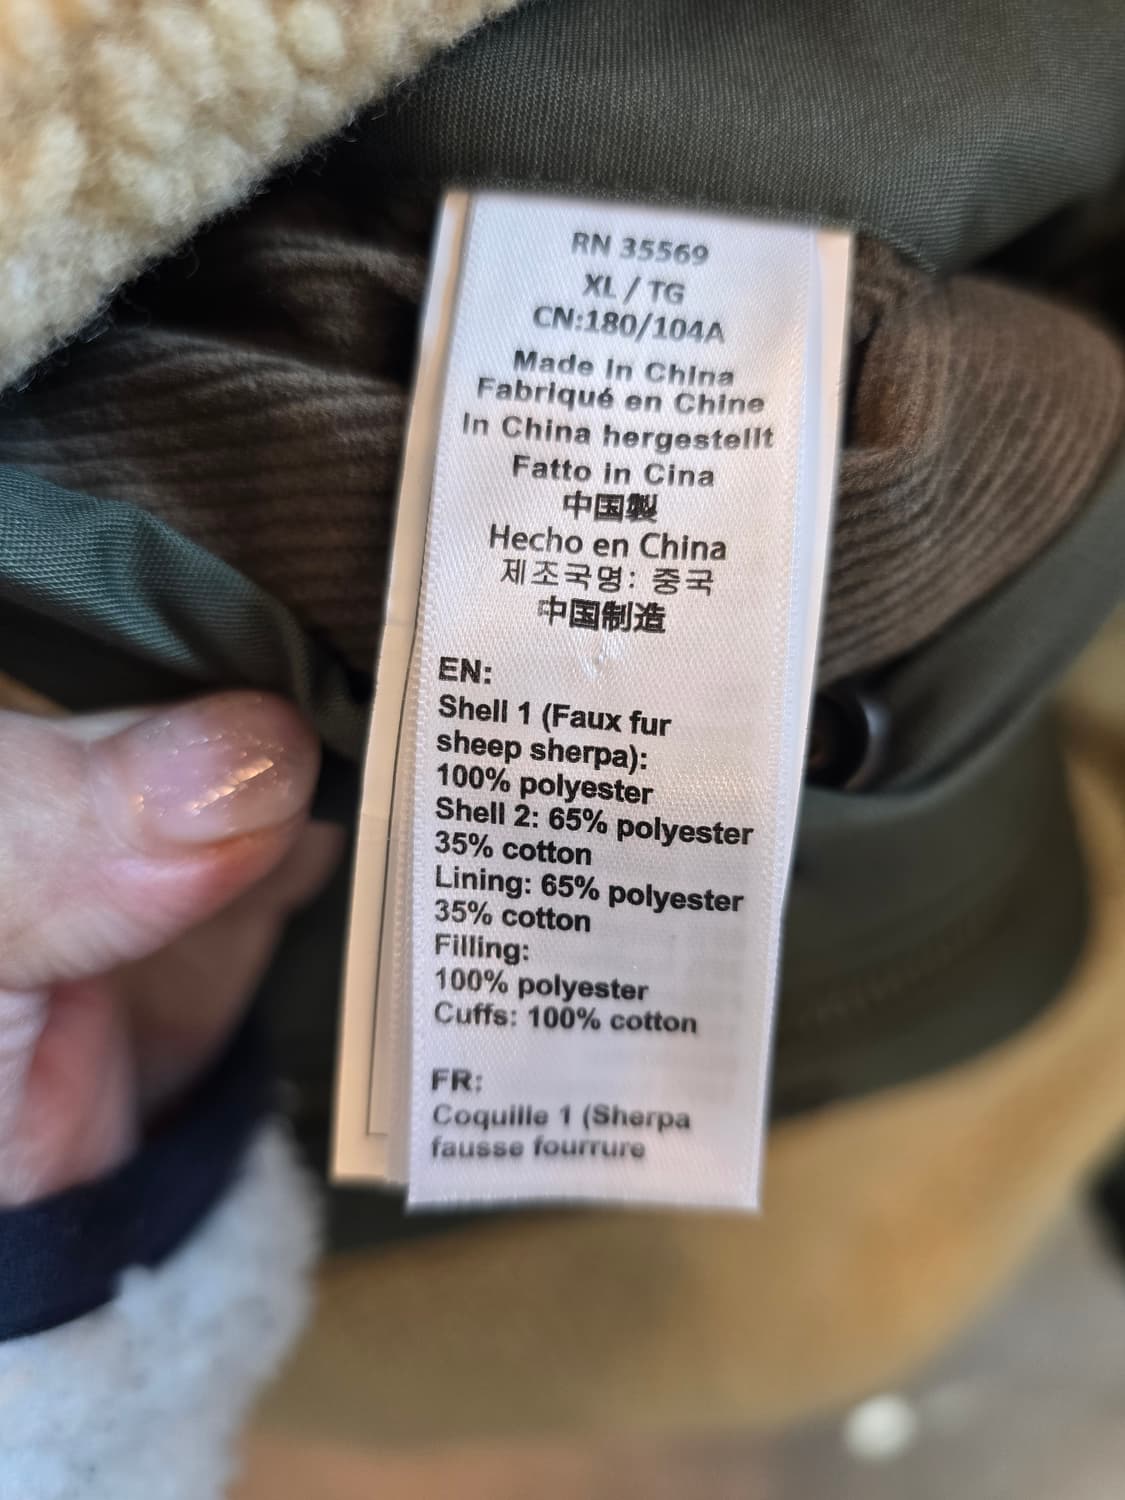 RN 35569
XL / TG
CN:180/104A
Made in China
Fabriqué en Chine
In China hergestellt
Fatto in Cina
中国製
Hecho en China
제조국명: 중국
中国制造
EN:
Shell 1 (Faux fur
sheep sherpa):
100% polyester
Shell 2: 65% polyester
35% cotton
Lining: 65% polyester
35% cotton
Filling:
100% polyester
Cuffs: 100% cotton
FR:
Coquille 1 (Sherpa
fausse fourrure